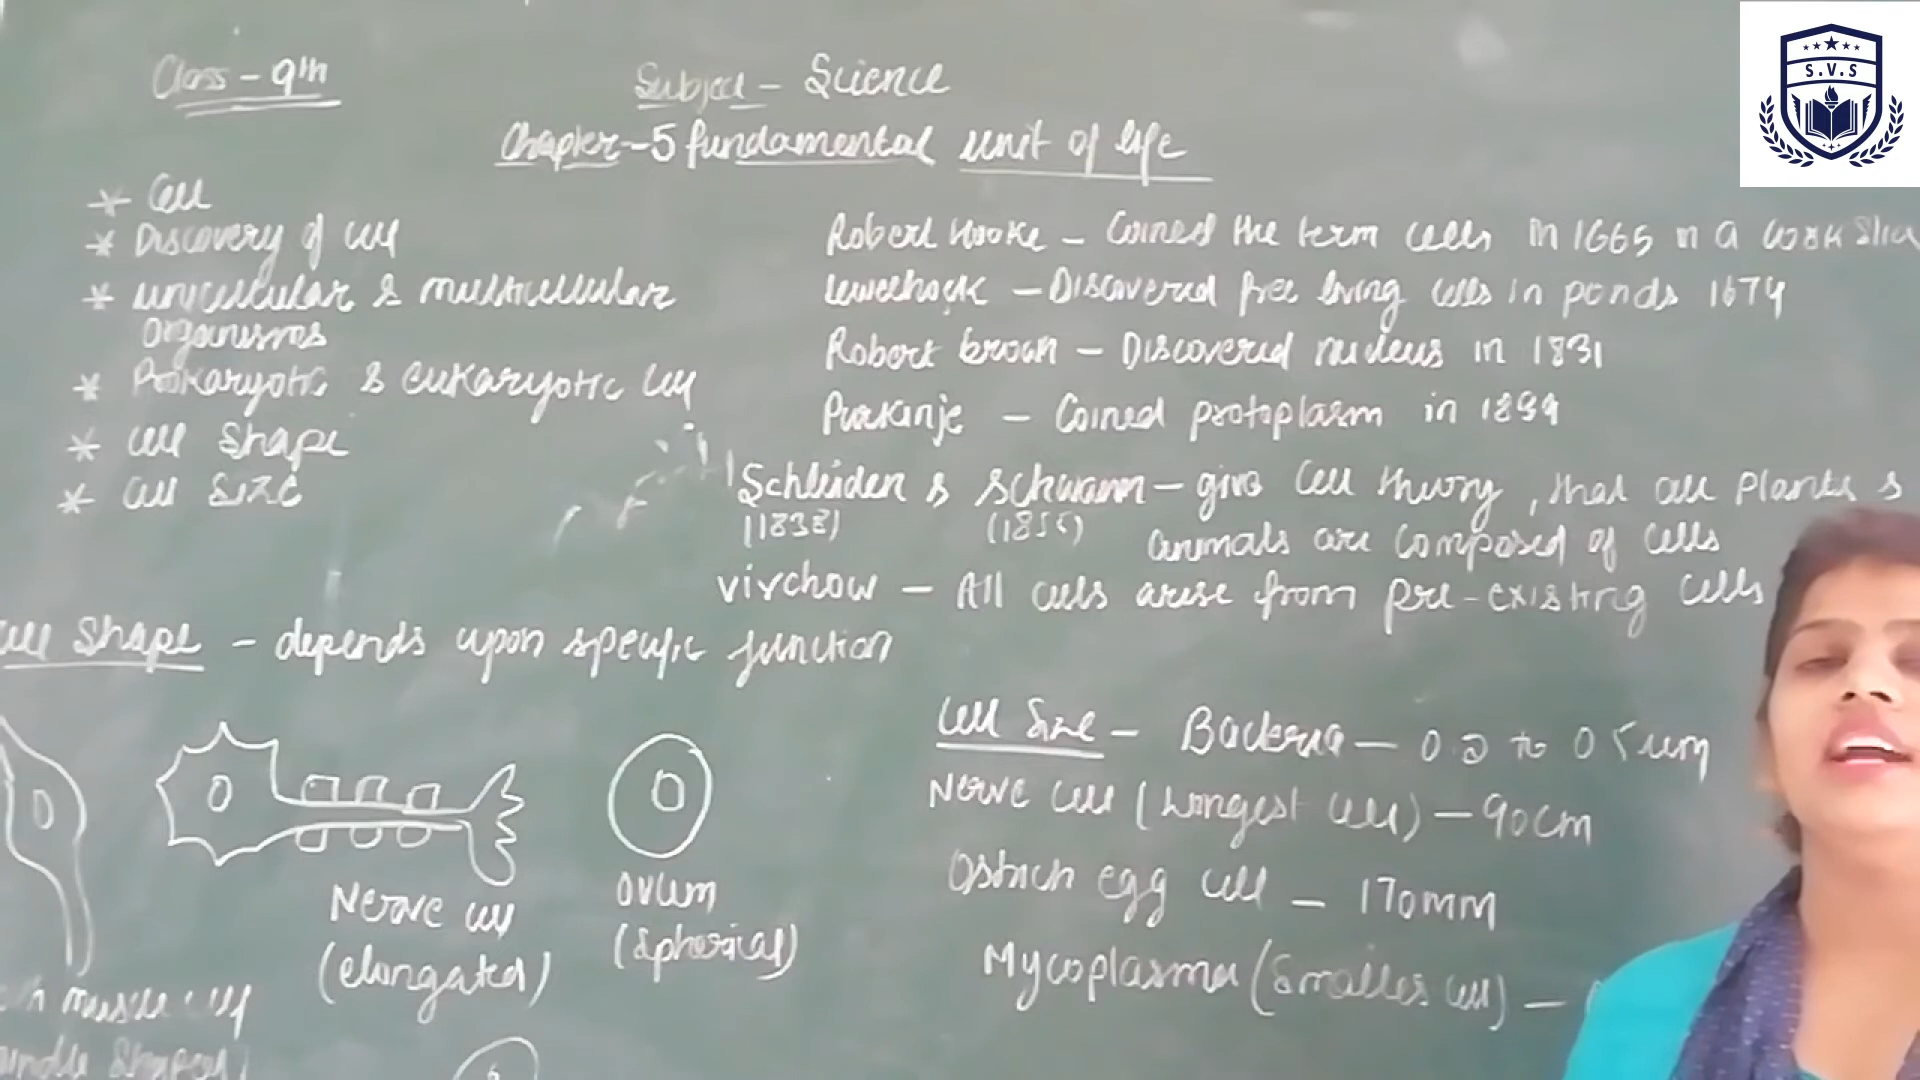 Class - 9th
Subject - Science
Chapter-5 fundamental unit of life
* Cell
* Discovery of cell
* unicellular & multicellular
organisms
* Prokaryotic & eukaryotic cell
* cell shape
* cell size
Robert Hooke - Coined the term cells in 1665 in a cork
- Discovered free living cells in ponds 1674
Robert brown - Discovered nucleus in 1831
Purkinje - Coined protoplasm in
Schleiden & Schwann - give cell theory, that all plants &
(1838)
animals are composed of cells
virchow - All cells arise from pre-existing cells
cell shape - depends upon specific function
Nerve cell
(elongated)
ovum
(spherical)
muscle cell
Cell Size - Bacteria - 0.2 to 0.5 um
Nerve cell (Longest cell) - 90cm
Ostrich egg cell - 170mm
Mycoplasma (Smalles cell) -
S.V.S